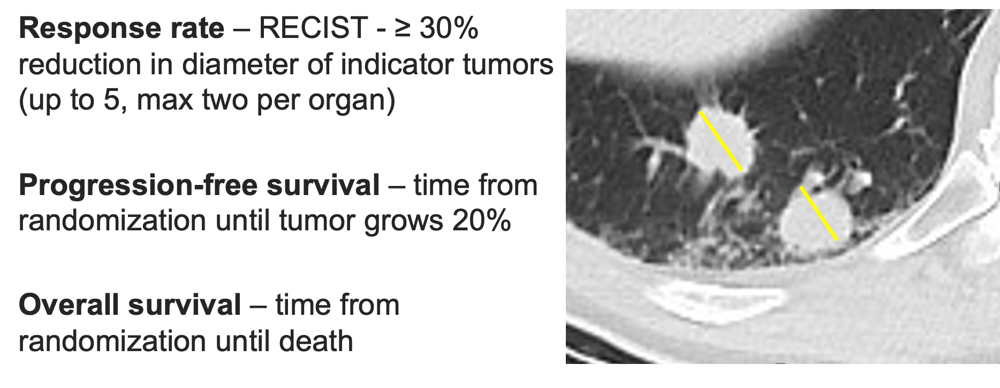 Response rate – RECIST - ≥ 30%
reduction in diameter of indicator tumors
(up to 5, max two per organ)
Progression-free survival – time from
randomization until tumor grows 20%
Overall survival – time from
randomization until death